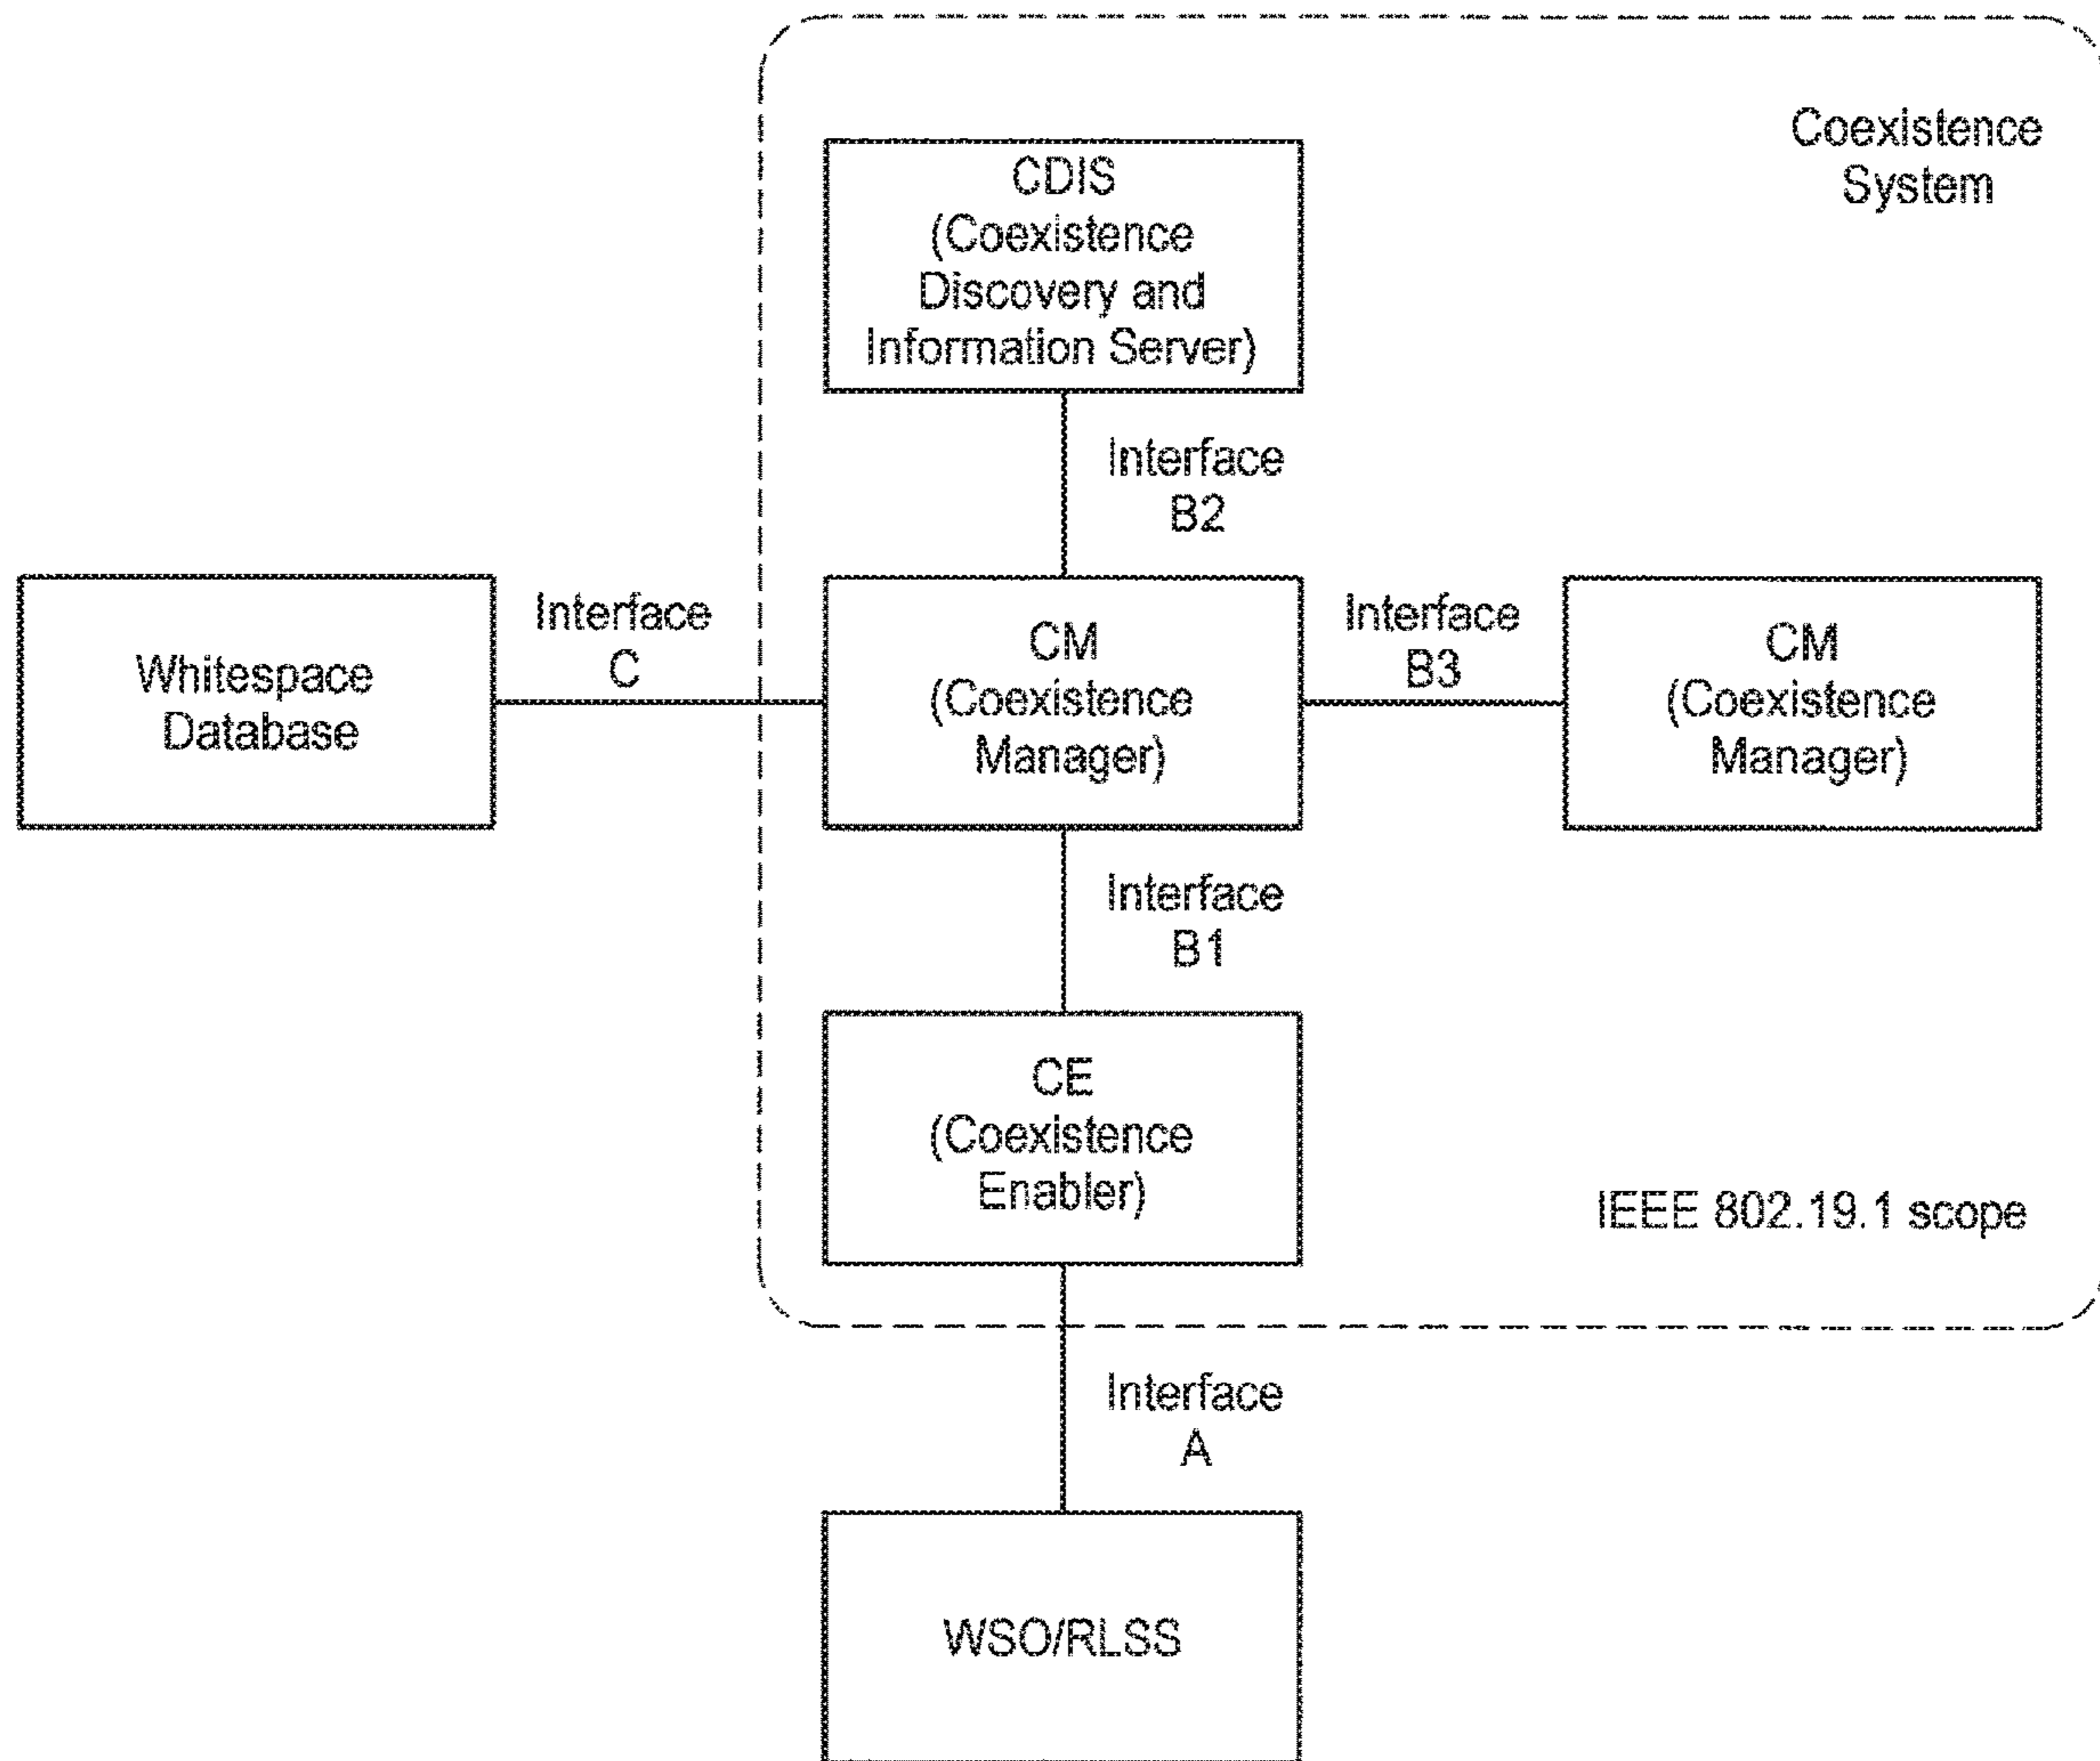 Coexistence
System
CDIS
(Coexistence
Discovery and
Information Server)
Interface
B2
Whitespace
Database
Interface
C
CM
(Coexistence
Manager)
Interface
B3
CM
(Coexistence
Manager)
Interface
B1
CE
(Coexistence
Enabler)
IEEE 802.19.1 scope
Interface
A
WSO/RLSS